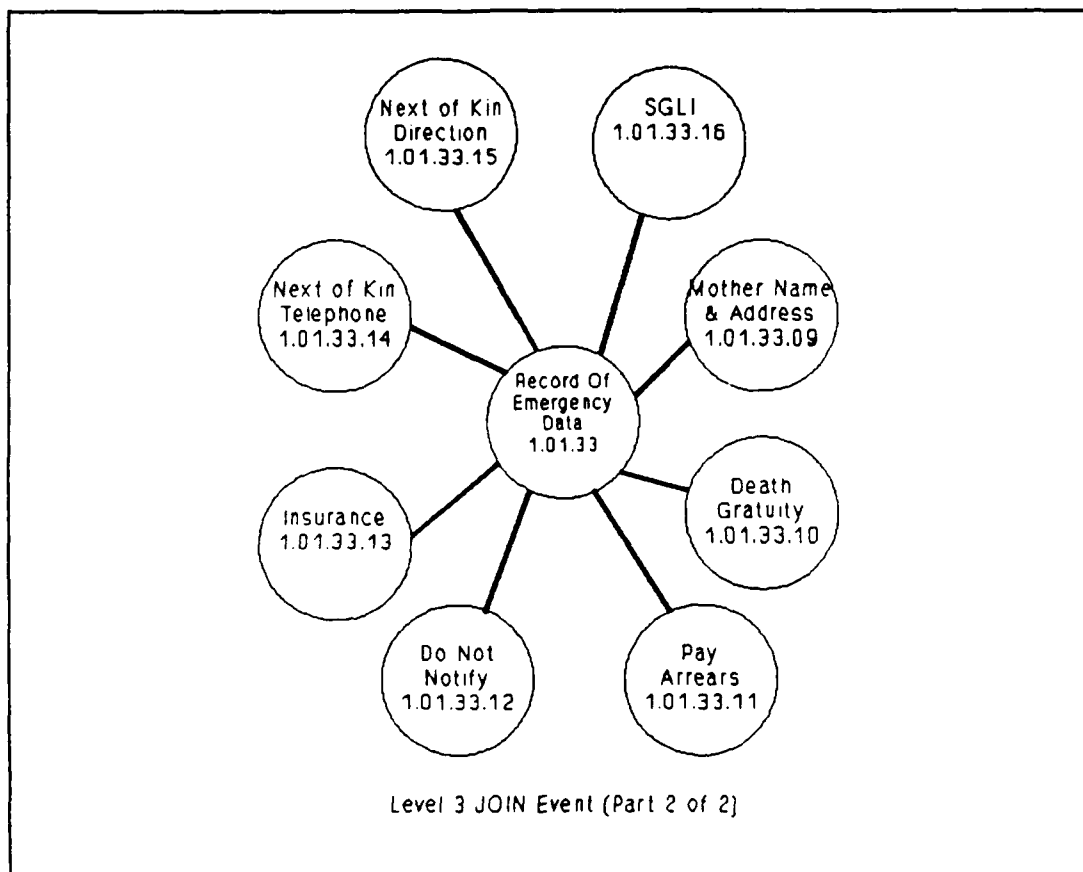 Next of Kin
Direction
1.01.33.15
SGLI
1.01.33.16
Next of Kin
Telephone
1.01.33.14
Mother Name
& Address
1.01.33.09
Record Of
Emergency
Data
1.01.33
Insurance
1.01.33.13
Death
Gratuity
1.01.33.10
Do Not
Notify
1.01.33.12
Pay
Arrears
1.01.33.11
Level 3 JOIN Event (Part 2 of 2)